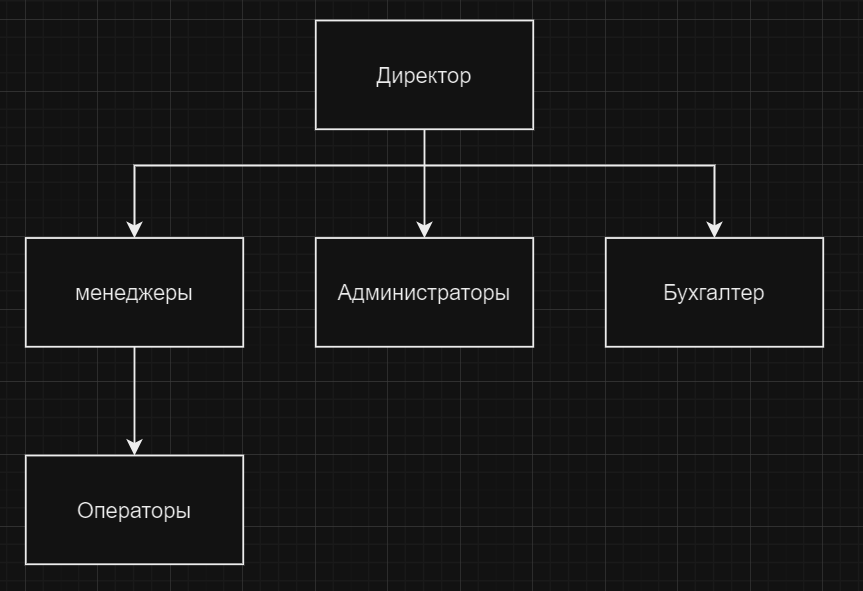 Директор
менеджеры
Администраторы
Бухгалтер
Операторы